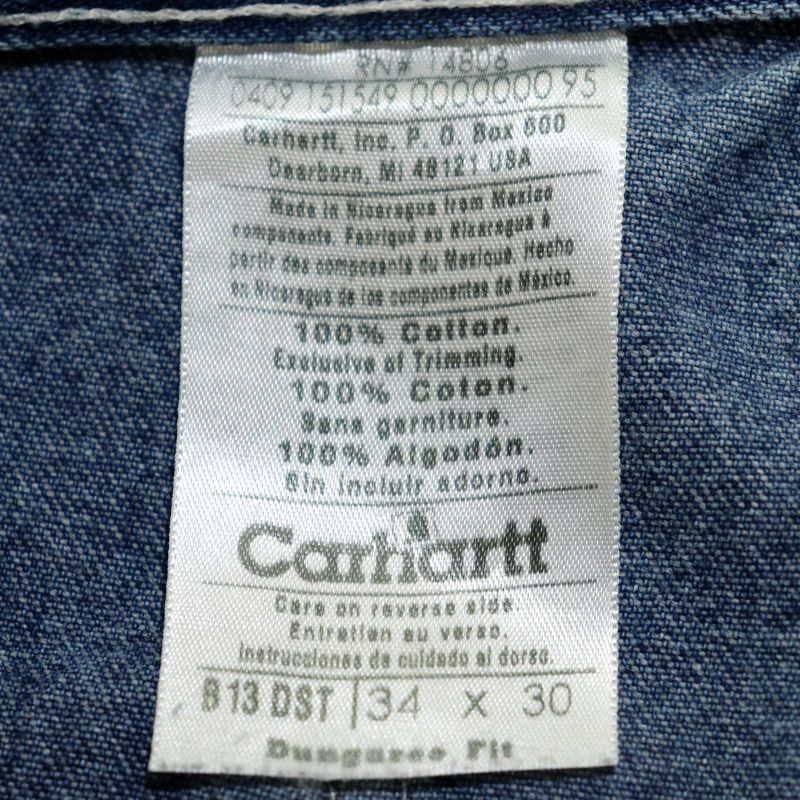 RN# 14806
0409 151549 0000000 95
Carhartt, Inc. P. O. Box 600
Dearborn, MI 48121 USA
Made in Nicaragua from Mexico
components. Fabriqué au Nicaragua à
partir des composants du Mexique. Hecho
en Nicaragua de los componentes de México.
100% Cotton.
Exclusive of Trimming.
100% Coton.
Sans garniture.
100% Algodón.
Sin incluir adorno.
Carhartt
Care on reverse side.
Entretien au verso.
Instrucciones de cuidado al dorso.
B13 DST 34 x 30
Dungaree Fit